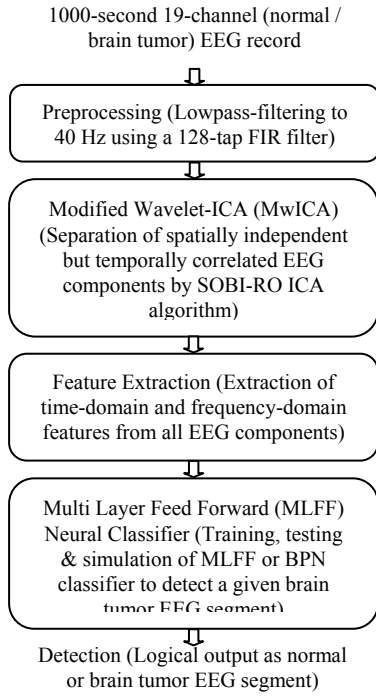 1000-second 19-channel (normal /
brain tumor) EEG record
Preprocessing (Lowpass-filtering to
40 Hz using a 128-tap FIR filter)
Modified Wavelet-ICA (MwICA)
(Separation of spatially independent
but temporally correlated EEG
components by SOBI-RO ICA
algorithm)
Feature Extraction (Extraction of
time-domain and frequency-domain
features from all EEG components)
Multi Layer Feed Forward (MLFF)
Neural Classifier (Training, testing
& simulation of MLFF or BPN
classifier to detect a given brain
tumor EEG segment)
Detection (Logical output as normal
or brain tumor EEG segment)